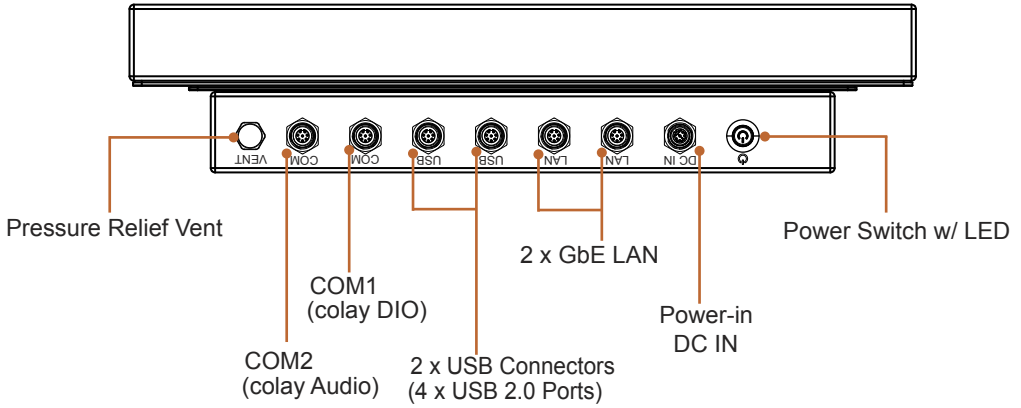 VENT
COM
COM
USB
USB
LAN
LAN
DC IN
Pressure Relief Vent
Power Switch w/ LED
2 x GbE LAN
COM1
(colay DIO)
Power-in
DC IN
COM2
(colay Audio)
2 x USB Connectors
(4 x USB 2.0 Ports)